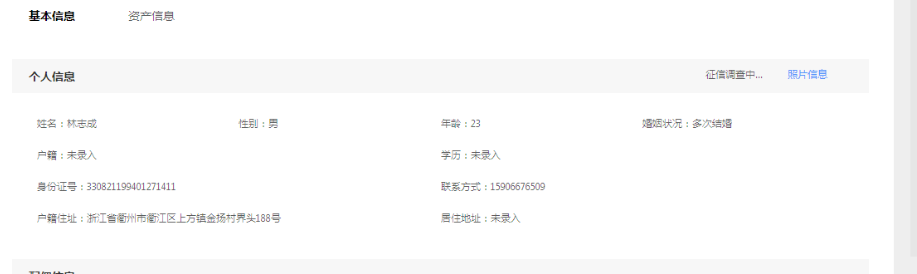 基本信息 资产信息
个人信息 征信调查中... 照片信息
姓名：林志成 性别：男 年龄：23 婚姻状况：多次结婚
户籍：未录入 学历：未录入
身份证号：330821199401271411 联系方式：15906676509
户籍住址：浙江省衢州市衢江区上方镇金扬村界头188号 居住地址：未录入